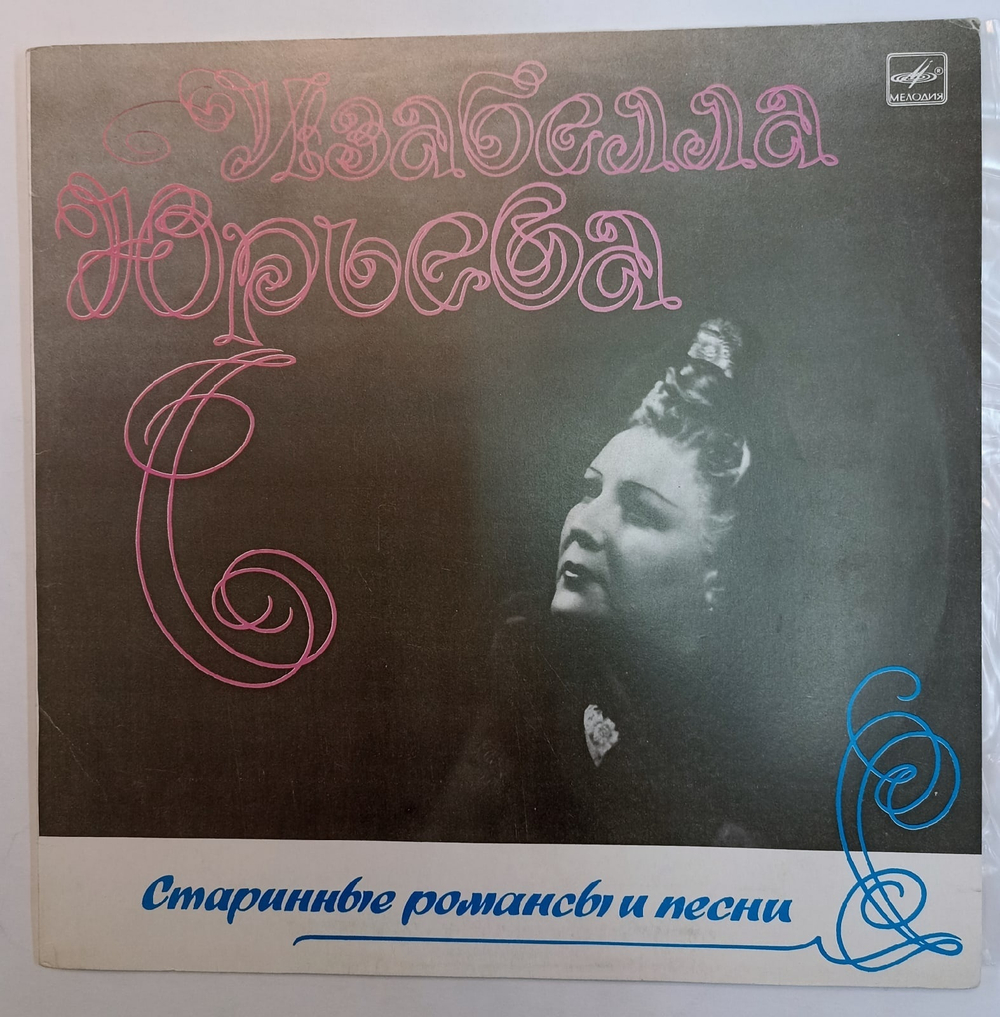 Изабелла
Юрьева
МЕЛОДИЯ
Старинные романсы и песни